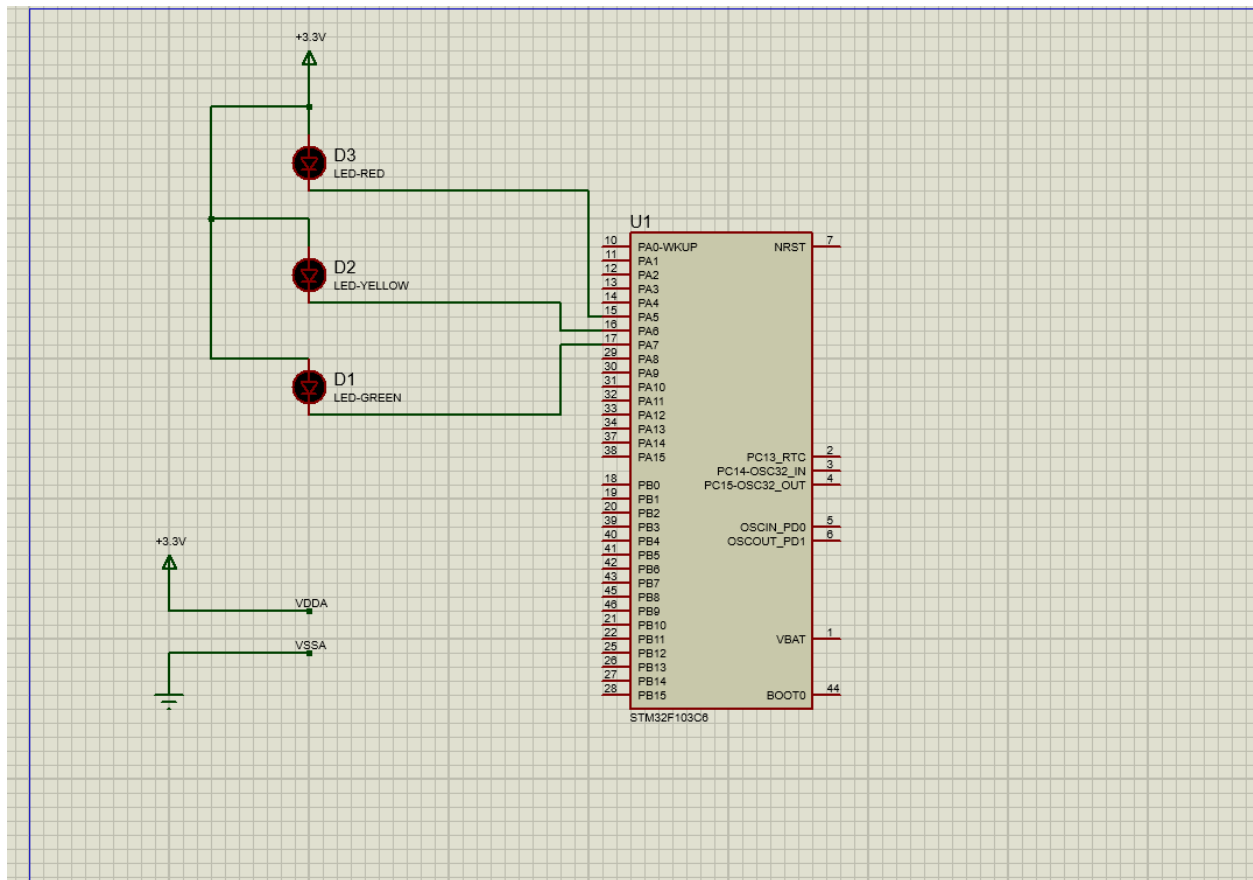 +3.3V
D3
LED-RED
D2
LED-YELLOW
D1
LED-GREEN
+3.3V
VDDA
VSSA
U1
10 PA0-WKUP
11 PA1
12 PA2
13 PA3
14 PA4
15 PA5
16 PA6
17 PA7
29 PA8
30 PA9
31 PA10
32 PA11
33 PA12
34 PA13
37 PA14
38 PA15
18 PB0
19 PB1
20 PB2
39 PB3
40 PB4
41 PB5
42 PB6
43 PB7
45 PB8
46 PB9
21 PB10
22 PB11
25 PB12
26 PB13
27 PB14
28 PB15
NRST 7
PC13_RTC 2
PC14-OSC32_IN 3
PC15-OSC32_OUT 4
OSCIN_PD0 5
OSCOUT_PD1 6
VBAT 1
BOOT0 44
STM32F103C6